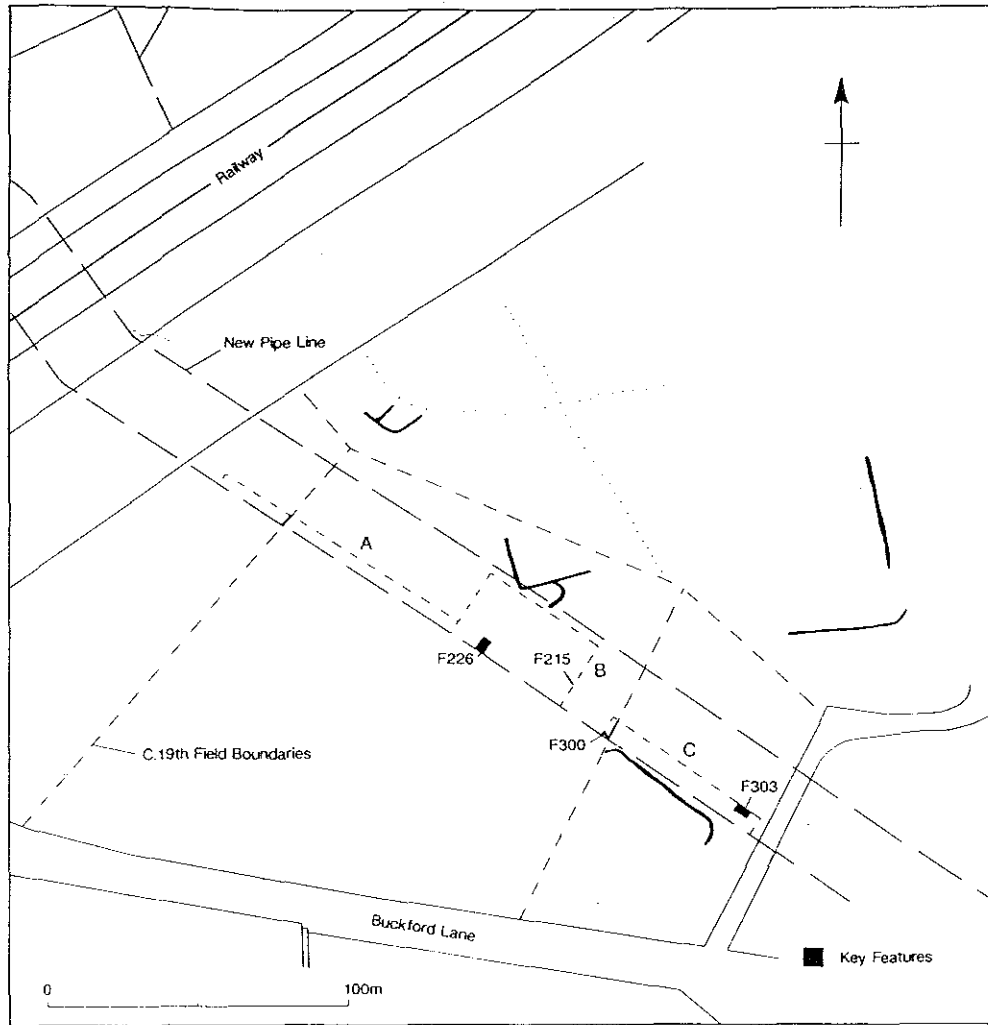 Railway
New Pipe Line
A
F226
F215
B
F300
C
F303
C.19th Field Boundaries
Buckford Lane
Key Features
0 100m